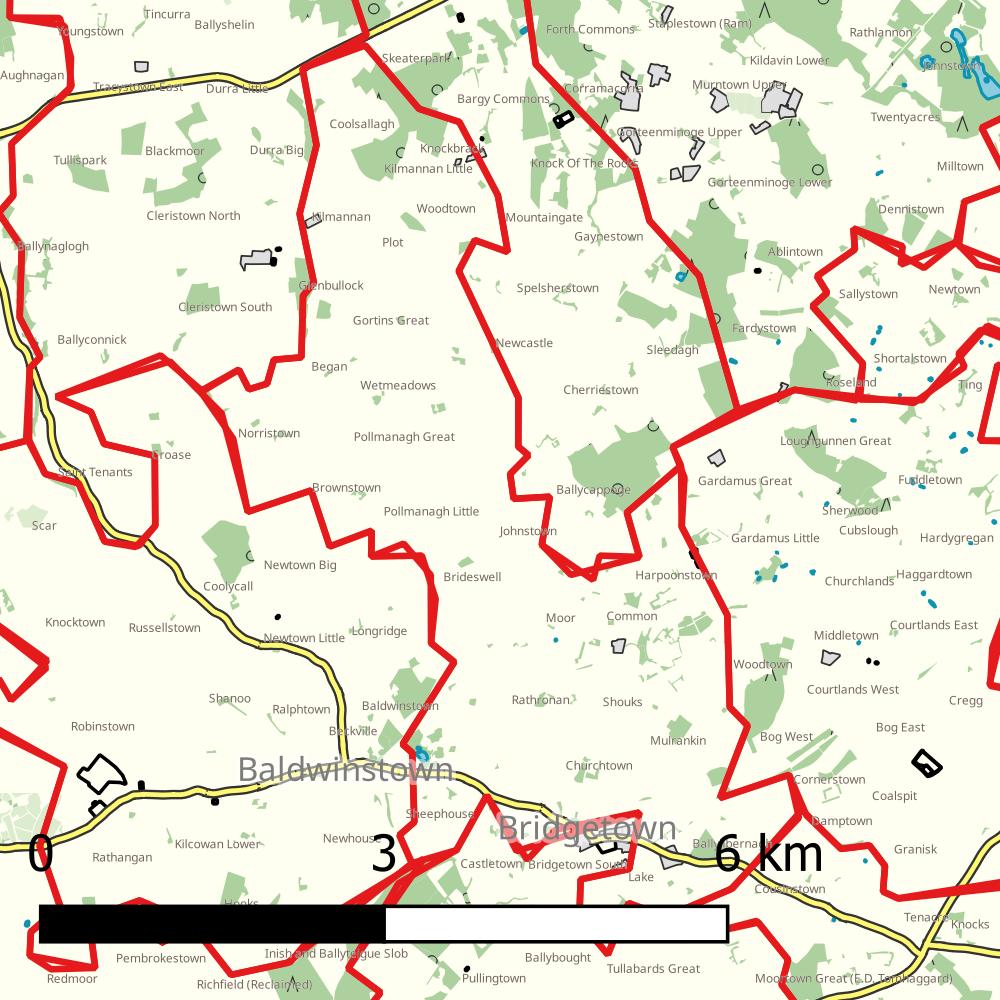 Tincurra
Ballyshelin
Youngstown
Forth Commons
Staplestown (Ram)
Rathlannon
Skeaterpark
Kildavin Lower
Johnstown
Aughnagan
Tracystown East
Durra Little
Corramacorra
Murntown Upper
Bargy Commons
Twentyacres
Coolsallagh
Gorteenminoge Upper
Blackmoor
Durra Big
Knockbrack
Tullispark
Kilmannan Little
Knock Of The Rocks
Milltown
Gorteenminoge Lower
Woodtown
Dennistown
Cleristown North
Kilmannan
Mountaingate
Ballynaglogh
Plot
Gaynestown
Ablintown
Glenbullock
Spelsherstown
Sallystown
Newtown
Cleristown South
Gortins Great
Fardystown
Ballyconnick
Newcastle
Sleedagh
Shortalstown
Began
Wetmeadows
Cherriestown
Roseland
Ting
Norristown
Pollmanagh Great
Loughgunnen Great
Croase
Saint Tenants
Brownstown
Ballycappoge
Gardamus Great
Fuddletown
Scar
Pollmanagh Little
Sherwood
Johnstown
Gardamus Little
Cubslough
Hardygregan
Newtown Big
Brideswell
Harpoonstown
Churchlands
Haggardtown
Coolycall
Knocktown
Russellstown
Newtown Little
Longridge
Moor
Common
Courtlands East
Middletown
Woodtown
Shanoo
Ralphtown
Baldwinstown
Rathronan
Shouks
Courtlands West
Cregg
Robinstown
Beckville
Mulrankin
Bog West
Bog East
Baldwinstown
Churchtown
Cornerstown
Coalspit
Sheephouse
Bridgetown
Damptown
Kilcowan Lower
Newhouse
0
3
6 km
Rathangan
Castletown
Bridgetown South
Granisk
Lake
Cousinstown
Hooks
Tenacre
Knocks
Pembrokestown
Inish and Ballyteigue Slob
Ballybought
Tullabards Great
Redmoor
Richfield (Reclaimed)
Pullingtown
Moortown Great (E.D. Tomhaggard)